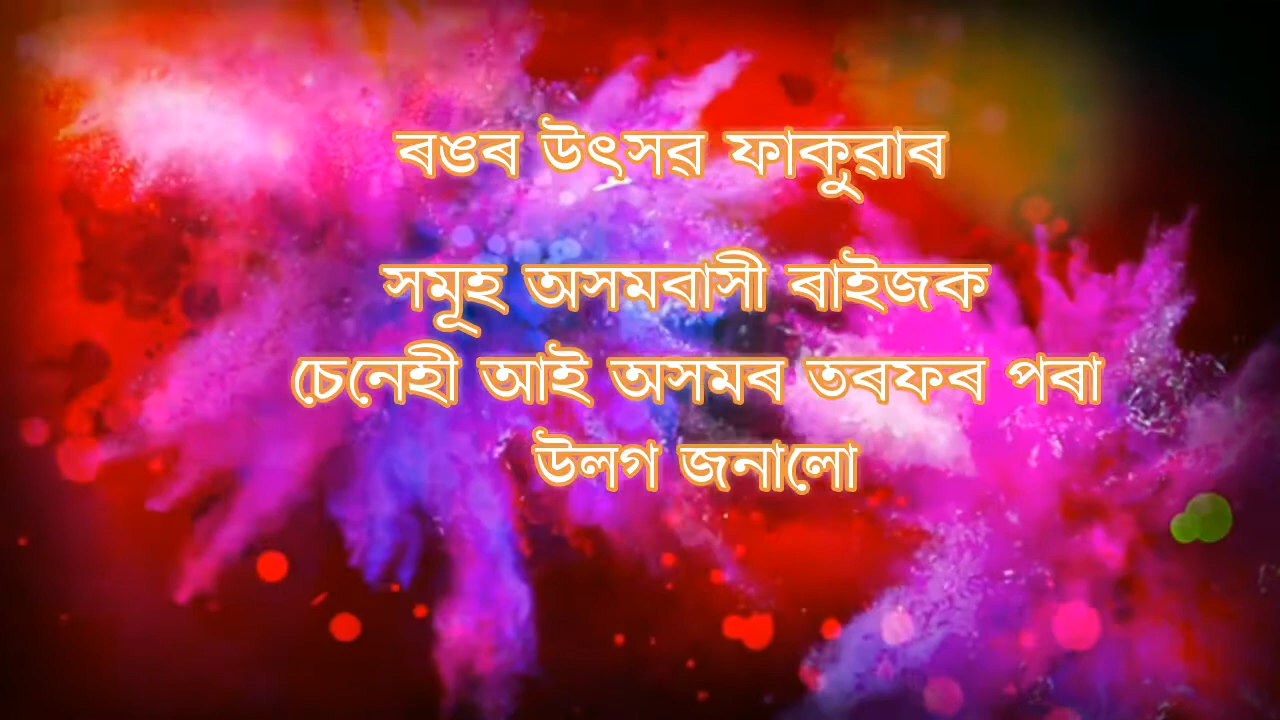 ৰঙৰ উৎসৱ ফাকুৱাৰ
সমূহ অসমবাসী ৰাইজক
চেনেহী আই অসমৰ তৰফৰ পৰা
উলগ জনালো